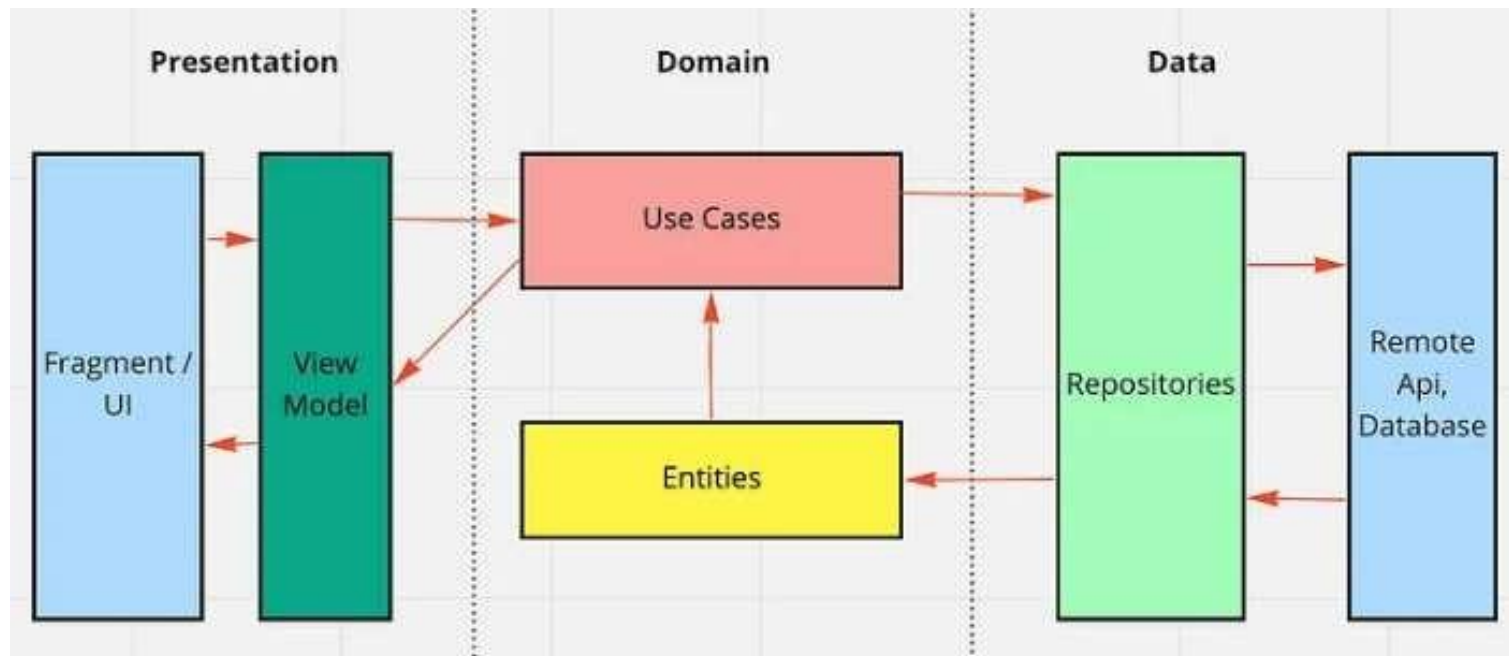 Presentation
Domain
Data
Fragment /
UI
View
Model
Use Cases
Entities
Repositories
Remote
Api,
Database